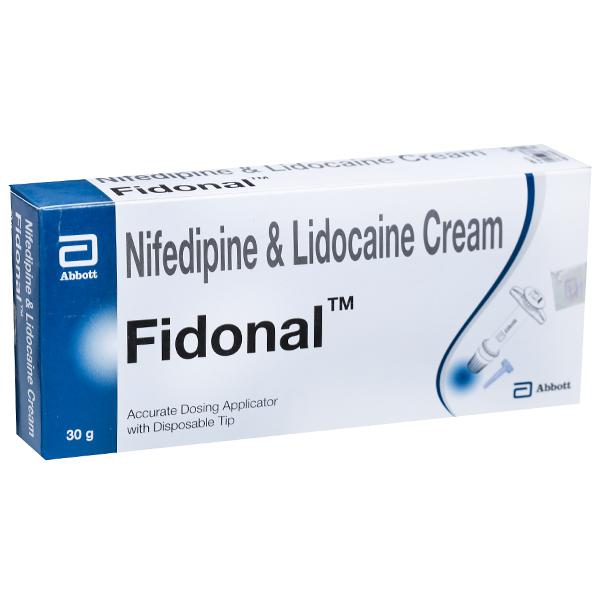 Nifedipine & Lidocaine Cream
Fidonal™
Nifedipine & Lidocaine Cream
Fidonal™
Abbott
30 g
Nifedipine & Lidocaine Cream
Fidonal™
Accurate Dosing Applicator
with Disposable Tip
Abbott